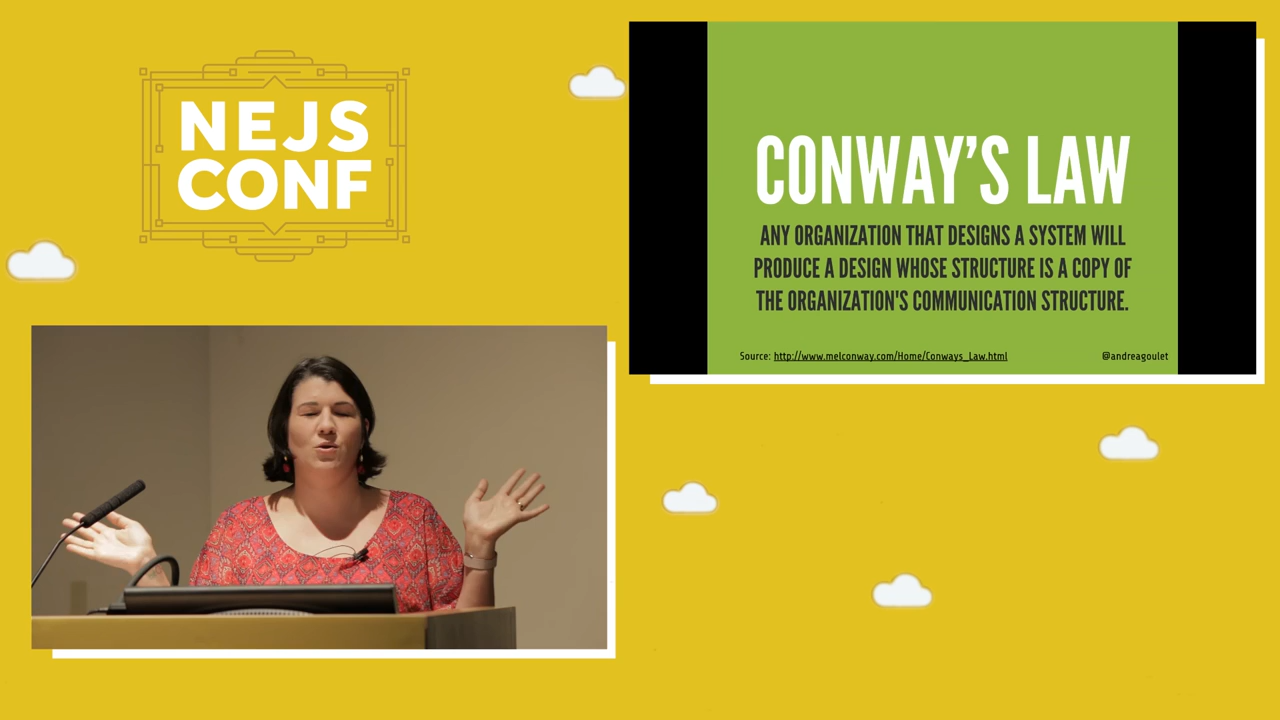 NEJS
CONF
CONWAY'S LAW
ANY ORGANIZATION THAT DESIGNS A SYSTEM WILL
PRODUCE A DESIGN WHOSE STRUCTURE IS A COPY OF
THE ORGANIZATION'S COMMUNICATION STRUCTURE.
Source: http://www.melconway.com/Home/Conways_Law.html
@andreagoulet